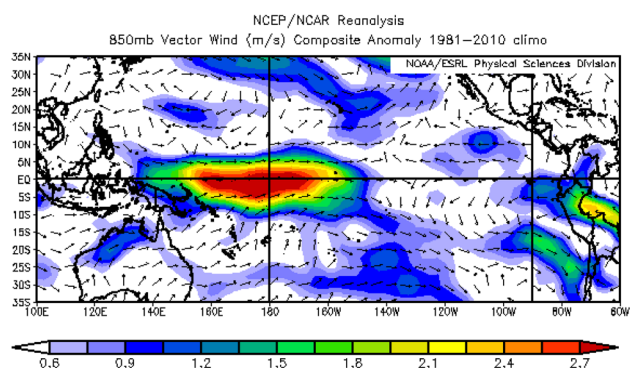 NCEP/NCAR Reanalysis
850mb Vector Wind (m/s) Composite Anomaly 1981-2010 climo
NOAA/ESRL Physical Sciences Division
35N
30N
25N
20N
15N
10N
5N
EQ
5S
10S
15S
20S
25S
30S
35S
100E 120E 140E 160E 180 160W 140W 120W 100W 80W 60W
0.6 0.9 1.2 1.5 1.8 2.1 2.4 2.7